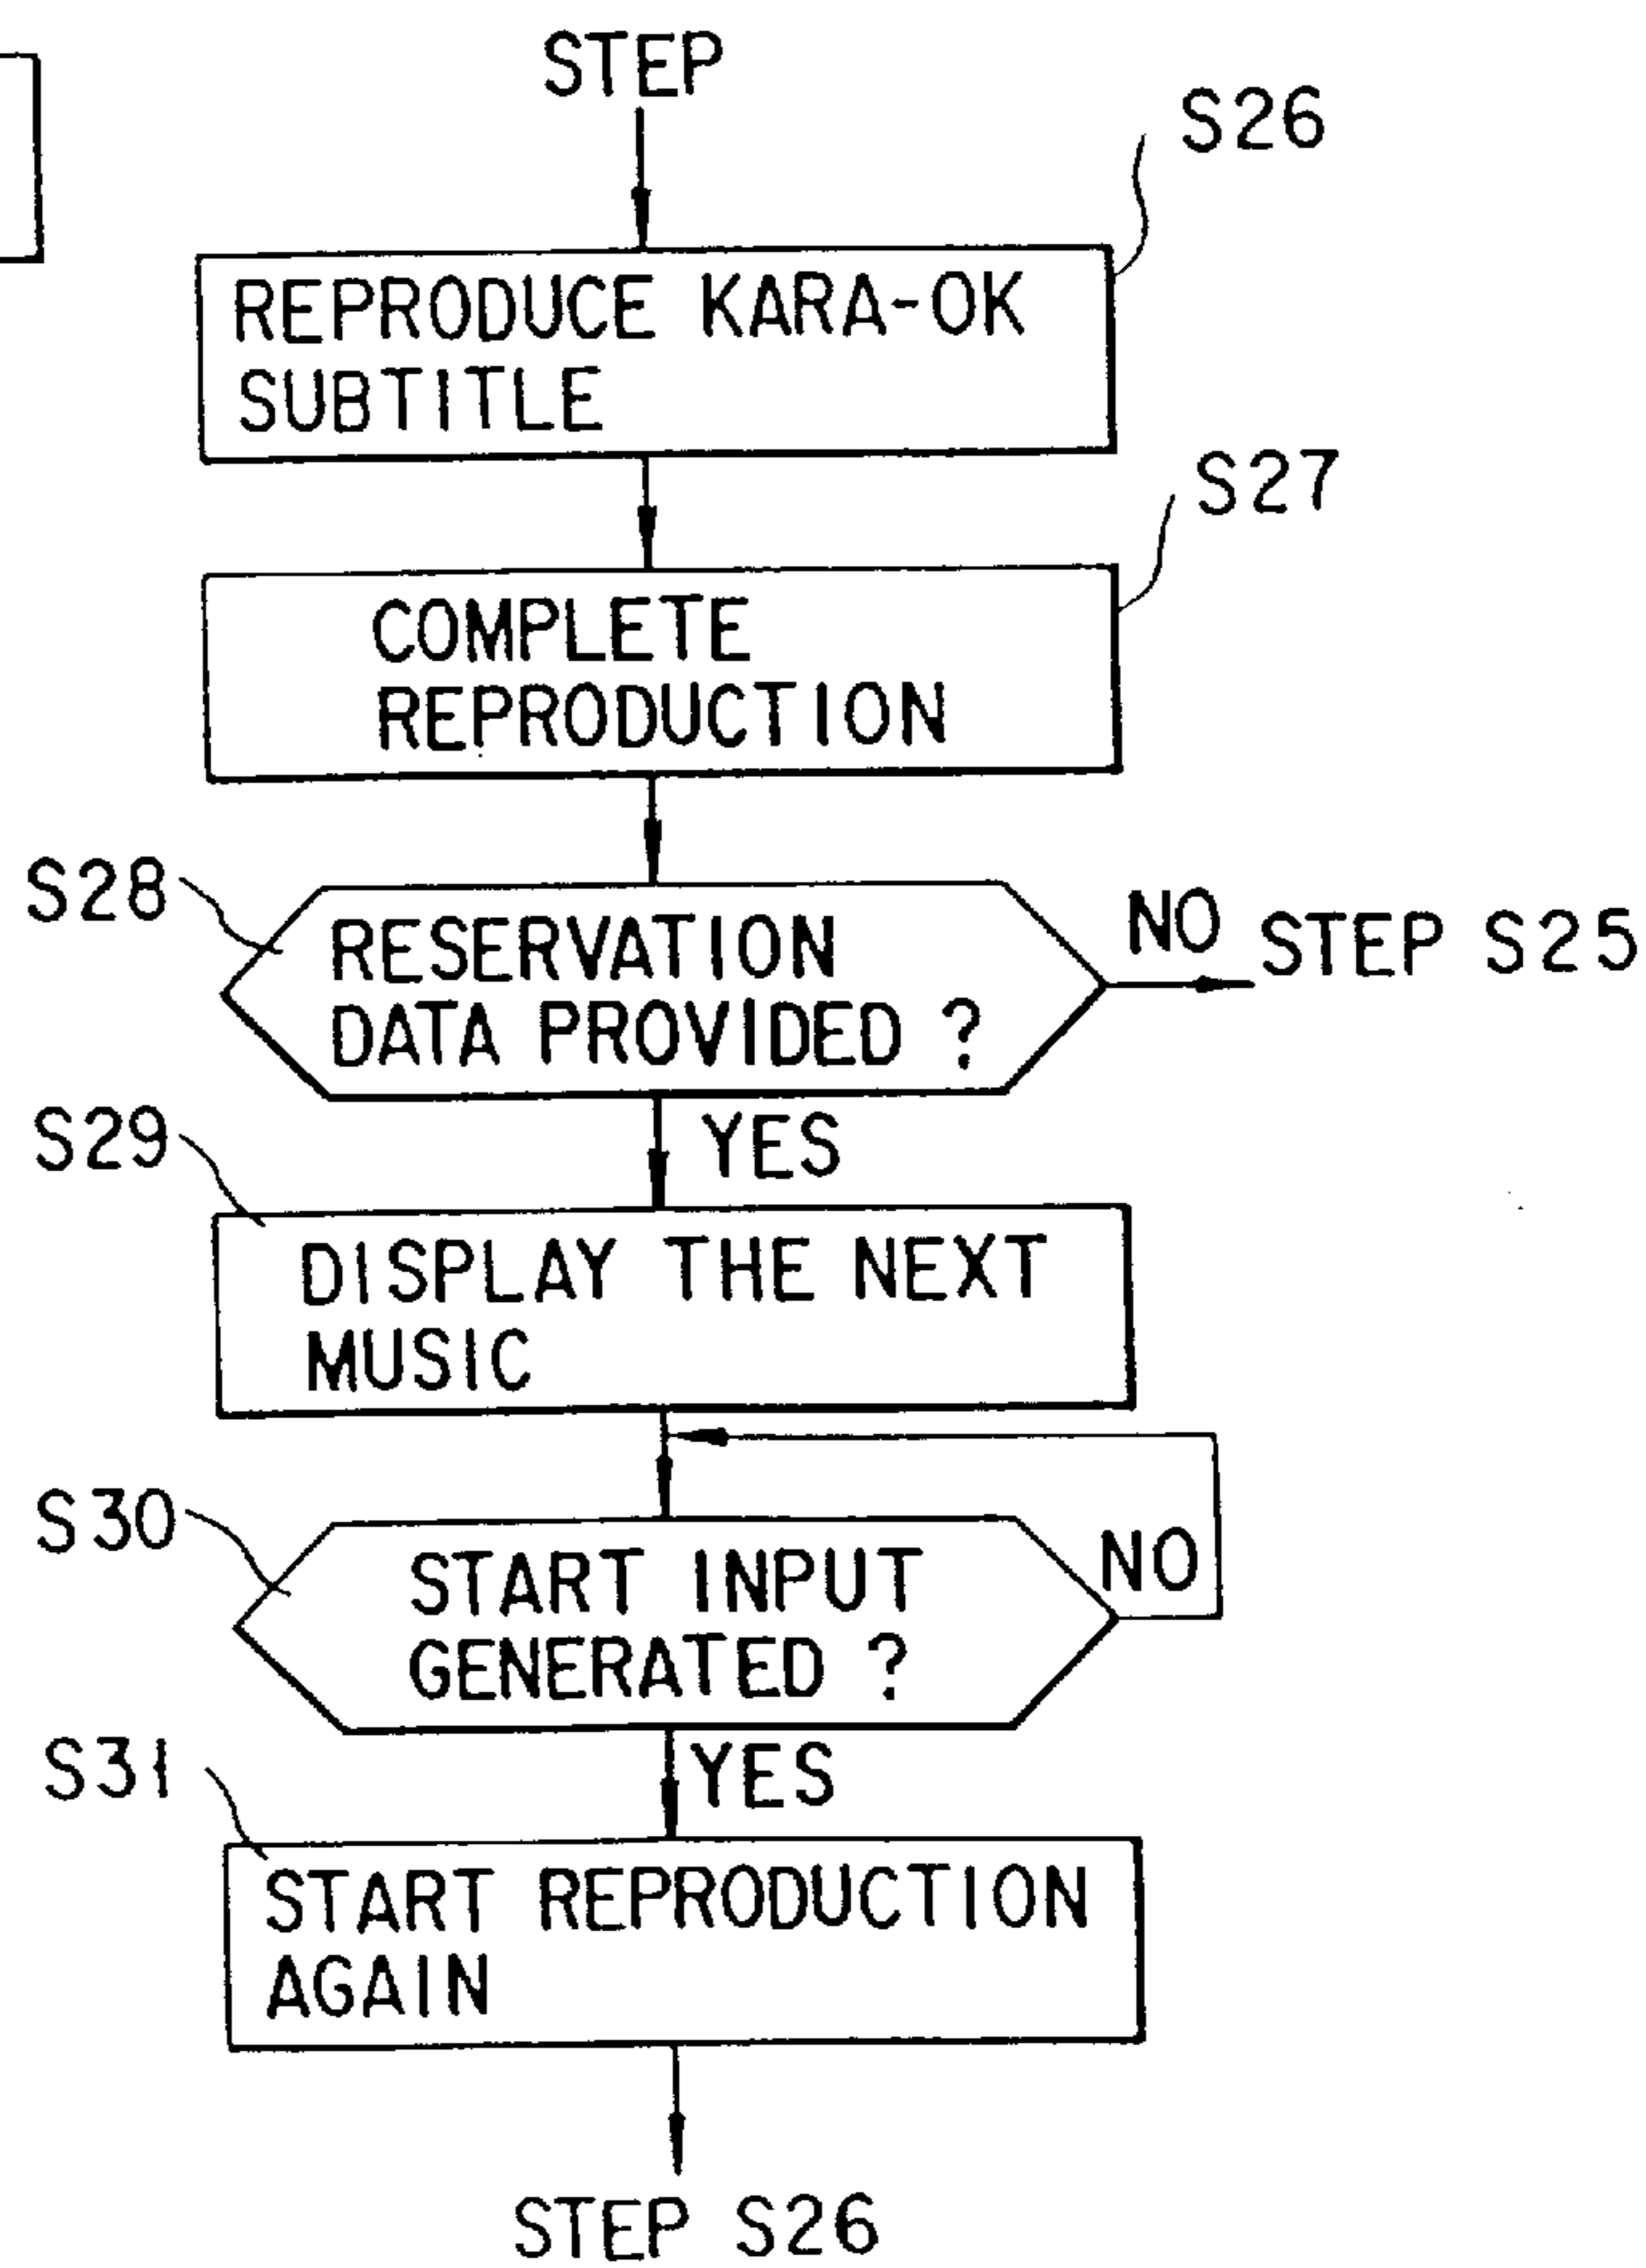 STEP
S26
REPRODUCE KARA-OK
SUBTITLE
S27
COMPLETE
REPRODUCTION
S28
RESERVATION
DATA PROVIDED ?
NO
STEP S25
YES
S29
DISPLAY THE NEXT
MUSIC
S30
START INPUT
GENERATED ?
NO
YES
S31
START REPRODUCTION
AGAIN
STEP S26